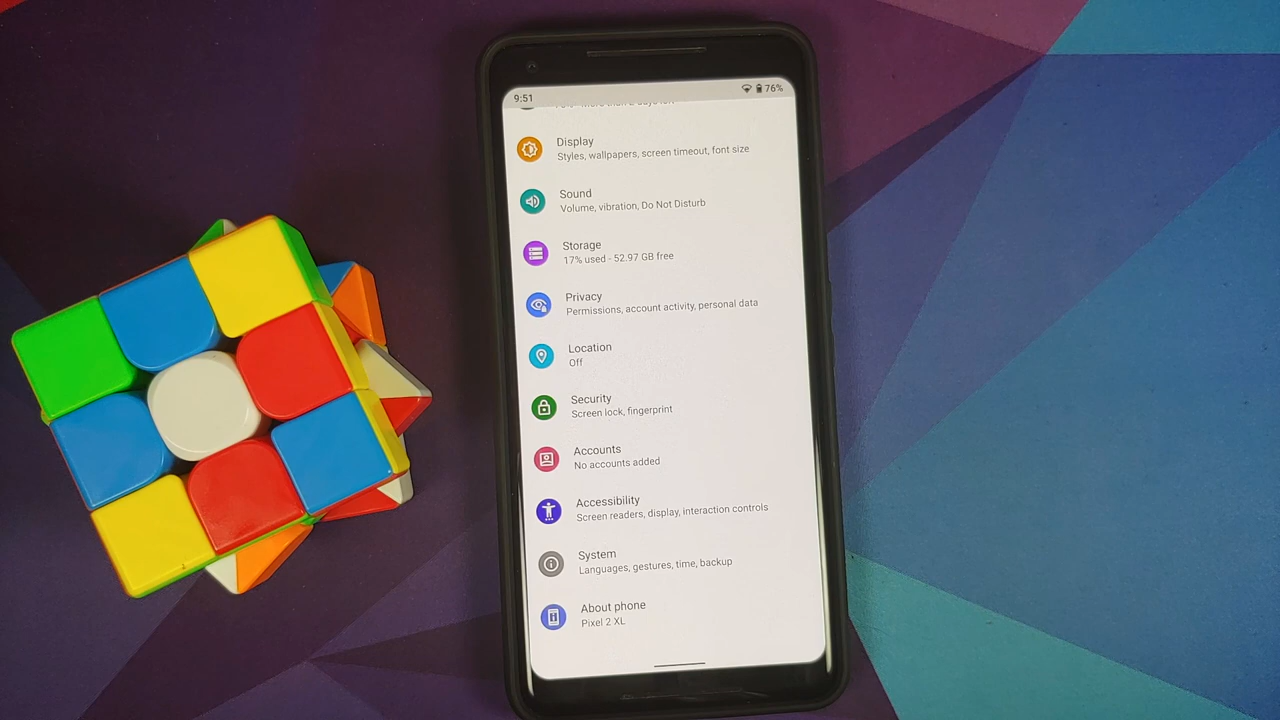 9:51
76%
Display
Styles, wallpapers, screen timeout, font size
Sound
Volume, vibration, Do Not Disturb
Storage
17% used - 52.97 GB free
Privacy
Permissions, account activity, personal data
Location
Off
Security
Screen lock, fingerprint
Accounts
No accounts added
Accessibility
Screen readers, display, interaction controls
System
Languages, gestures, time, backup
About phone
Pixel 2 XL